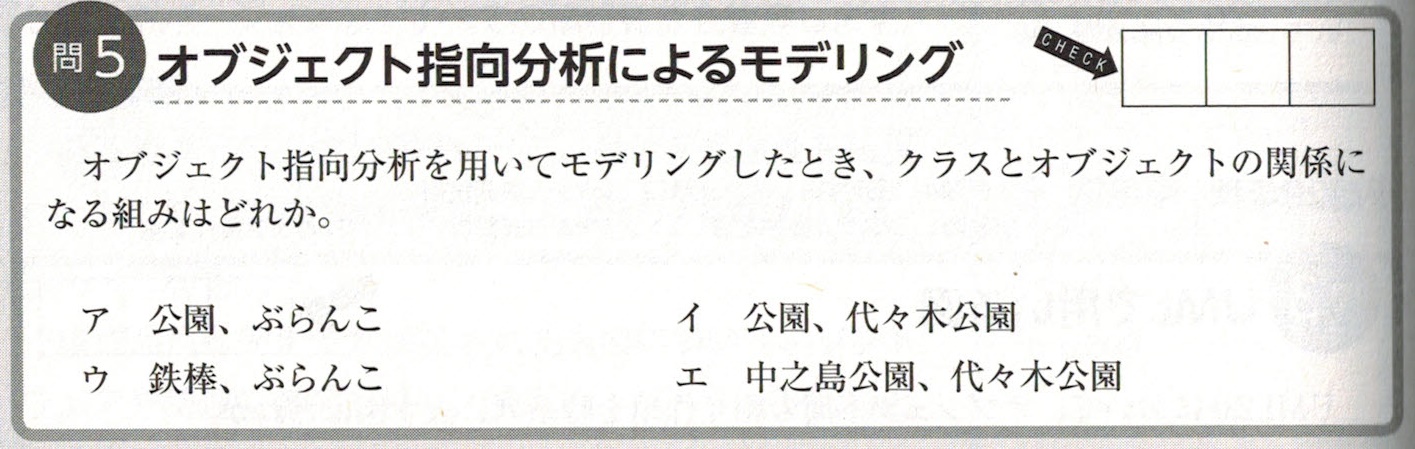 問5 オブジェクト指向分析によるモデリング
CHECK
オブジェクト指向分析を用いてモデリングしたとき、クラスとオブジェクトの関係に
なる組みはどれか。
ア 公園、ぶらんこ
イ 公園、代々木公園
ウ 鉄棒、ぶらんこ
エ 中之島公園、代々木公園